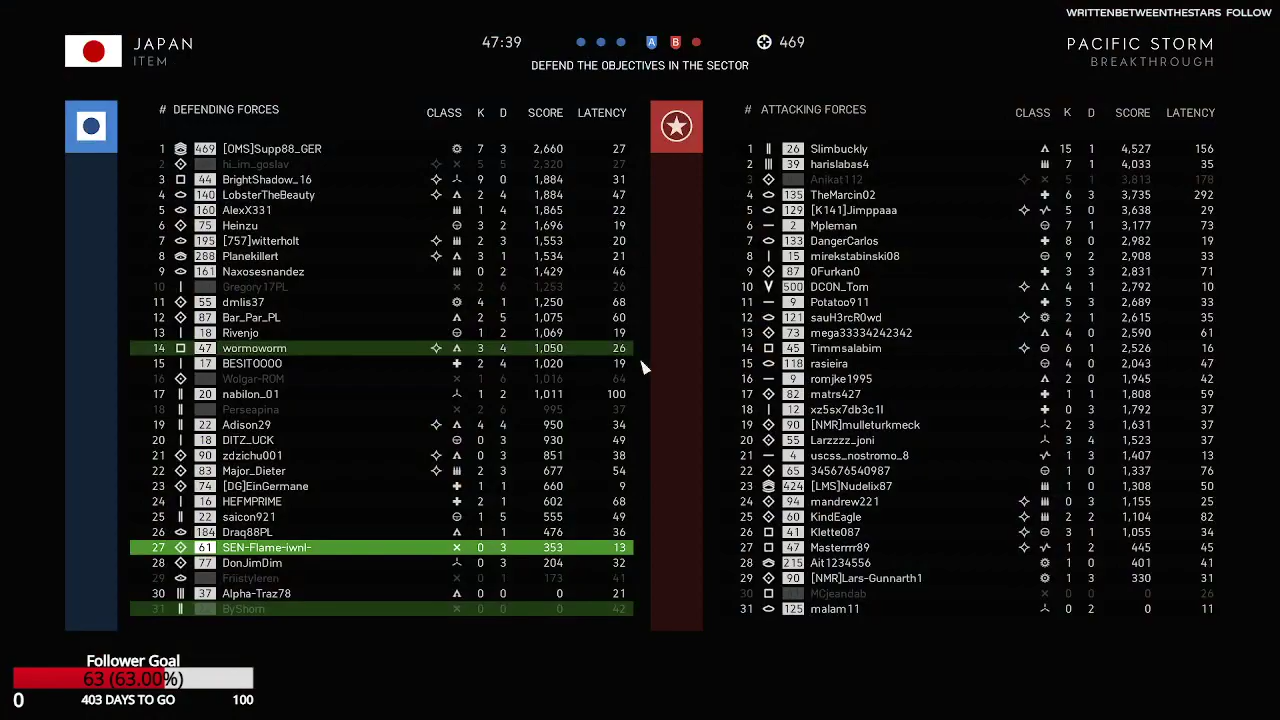 WRITTENBETWEENTHESTARS FOLLOW
JAPAN
ITEM
47:39
A B
469
DEFEND THE OBJECTIVES IN THE SECTOR
PACIFIC STORM
BREAKTHROUGH
# DEFENDING FORCES CLASS K D SCORE LATENCY
1 469 [OMS]Supp88_GER 7 3 2,660 27
2 hi_im_goslav 5 5 2,320 27
3 44 BrightShadow_16 9 0 1,884 31
4 140 LobsterTheBeauty 2 4 1,884 47
5 160 AlexX331 1 4 1,865 22
6 75 Heinzu 3 2 1,696 19
7 195 [757]witterholt 2 3 1,553 20
8 288 Planekillert 3 1 1,534 21
9 161 Naxosesnandez 0 2 1,429 46
10 Gregory17PL 2 6 1,253 26
11 55 dmlis37 4 1 1,250 68
12 87 Bar_Par_PL 2 5 1,075 60
13 18 Rivenjo 1 2 1,069 19
14 47 wormoworm 3 4 1,050 26
15 17 BESITOOOO 2 4 1,020 19
16 Wolgar-ROM 1 6 1,016 64
17 20 nabilon_01 1 2 1,011 100
18 Perseapina 2 6 995 37
19 22 Adison29 4 4 950 34
20 18 DITZ_UCK 0 3 930 49
21 90 zdzichu001 0 3 851 38
22 83 Major_Dieter 2 3 677 54
23 74 [DG]EinGermane 1 1 660 9
24 16 HEFMPRIME 2 1 602 68
25 22 saicon921 1 5 555 49
26 184 Draq88PL 1 1 476 36
27 61 SEN-Flame-iwnl- 0 3 353 13
28 77 DonJimDim 0 3 204 32
29 Friistyleren 0 1 173 41
30 37 Alpha-Traz78 0 0 0 21
31 ByShorn 0 0 0 42
# ATTACKING FORCES CLASS K D SCORE LATENCY
1 26 Slimbuckly 15 1 4,527 156
2 39 harislabas4 7 1 4,033 35
3 Anikat112 5 1 3,813 178
4 135 TheMarcin02 6 3 3,735 292
5 129 [K141]Jimppaaa 5 0 3,638 29
6 2 Mpleman 7 1 3,177 73
7 133 DangerCarlos 8 0 2,982 19
8 15 mirekstabinski08 9 2 2,908 33
9 87 0Furkan0 3 3 2,831 71
10 500 DCON_Tom 4 1 2,792 10
11 9 Potatoo911 5 3 2,689 33
12 121 sauH3rcR0wd 3 2 2,615 35
13 73 mega33334242342 4 0 2,590 61
14 45 Timmsalabim 6 1 2,526 16
15 118 rasieira 4 0 2,043 47
16 9 romjke1995 2 0 1,945 42
17 82 matrs427 1 1 1,808 59
18 12 xz5sx7db3c1l 0 3 1,792 37
19 90 [NMR]mulleturkmeck 2 3 1,631 37
20 55 Larzzzz_joni 3 4 1,523 37
21 4 uscss_nostromo_8 1 3 1,407 13
22 65 345676540987 1 0 1,337 76
23 424 [LMS]Nudelix87 1 0 1,308 50
24 94 mandrew221 0 3 1,155 25
25 60 KindEagle 2 2 1,104 82
26 41 Klette087 0 3 1,055 34
27 47 Masterrr89 1 2 445 45
28 215 Ait1234556 1 0 401 41
29 90 [NMR]Lars-Gunnarth1 1 3 330 31
30 MCjeandab 0 0 0 26
31 125 malam11 0 2 0 11
Follower Goal
63 (63.00%)
0 403 DAYS TO GO 100